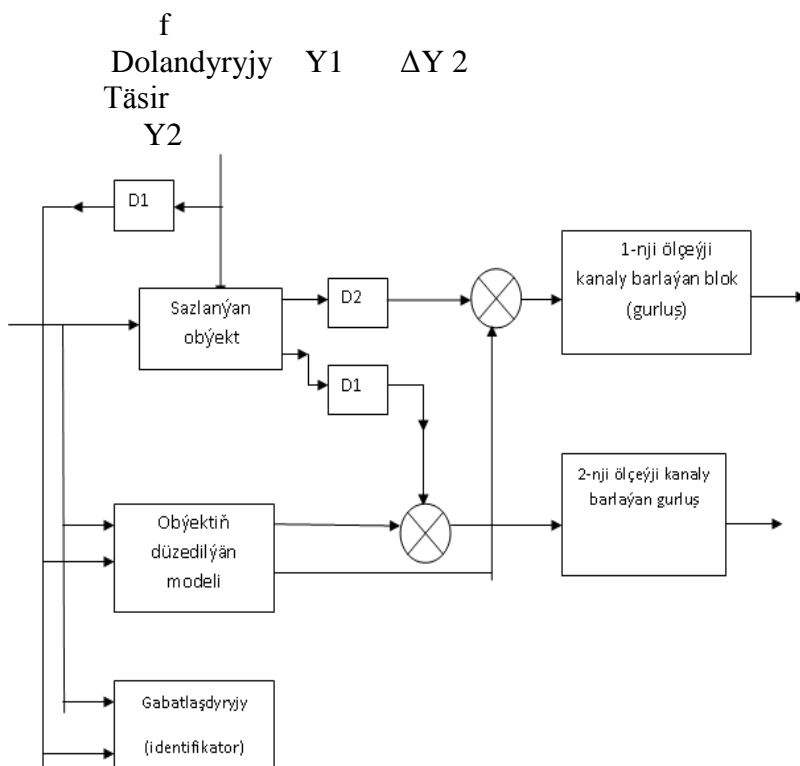 f
Dolandyryjy Y1 ΔY 2
Täsir
Y2
D1
Sazlanýan
obýekt
D2
D1
1-nji ölçeýji
kanaly barlaýan blok
(gurluş)
2-nji ölçeýji kanaly
barlaýan gurluş
Obýektiň
düzedilýän
modeli
Gabatlaşdyryjy
(identifikator)